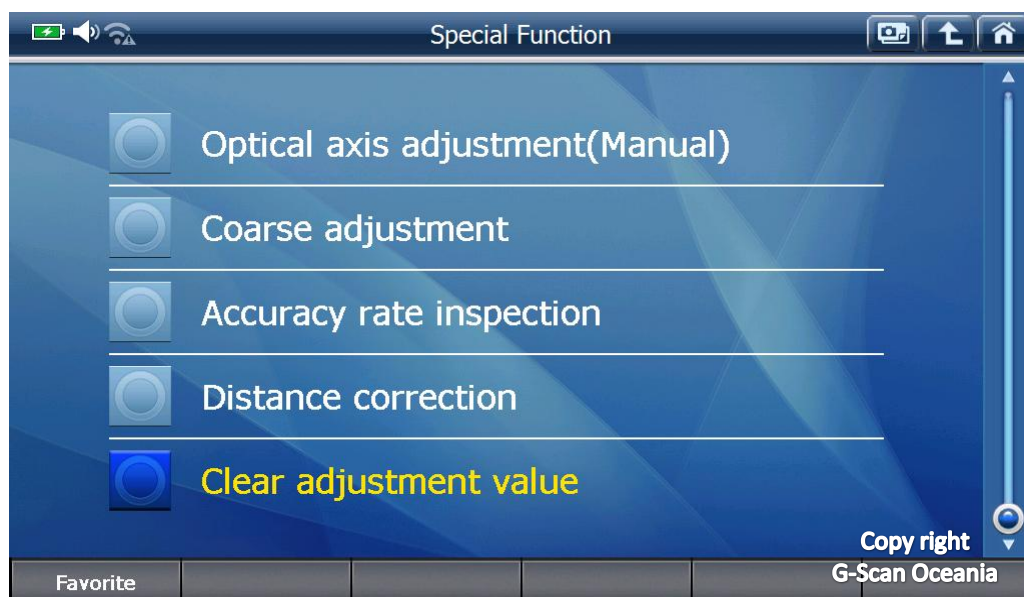 Special Function
Optical axis adjustment(Manual)
Coarse adjustment
Accuracy rate inspection
Distance correction
Clear adjustment value
Copy right
G-Scan Oceania
Favorite